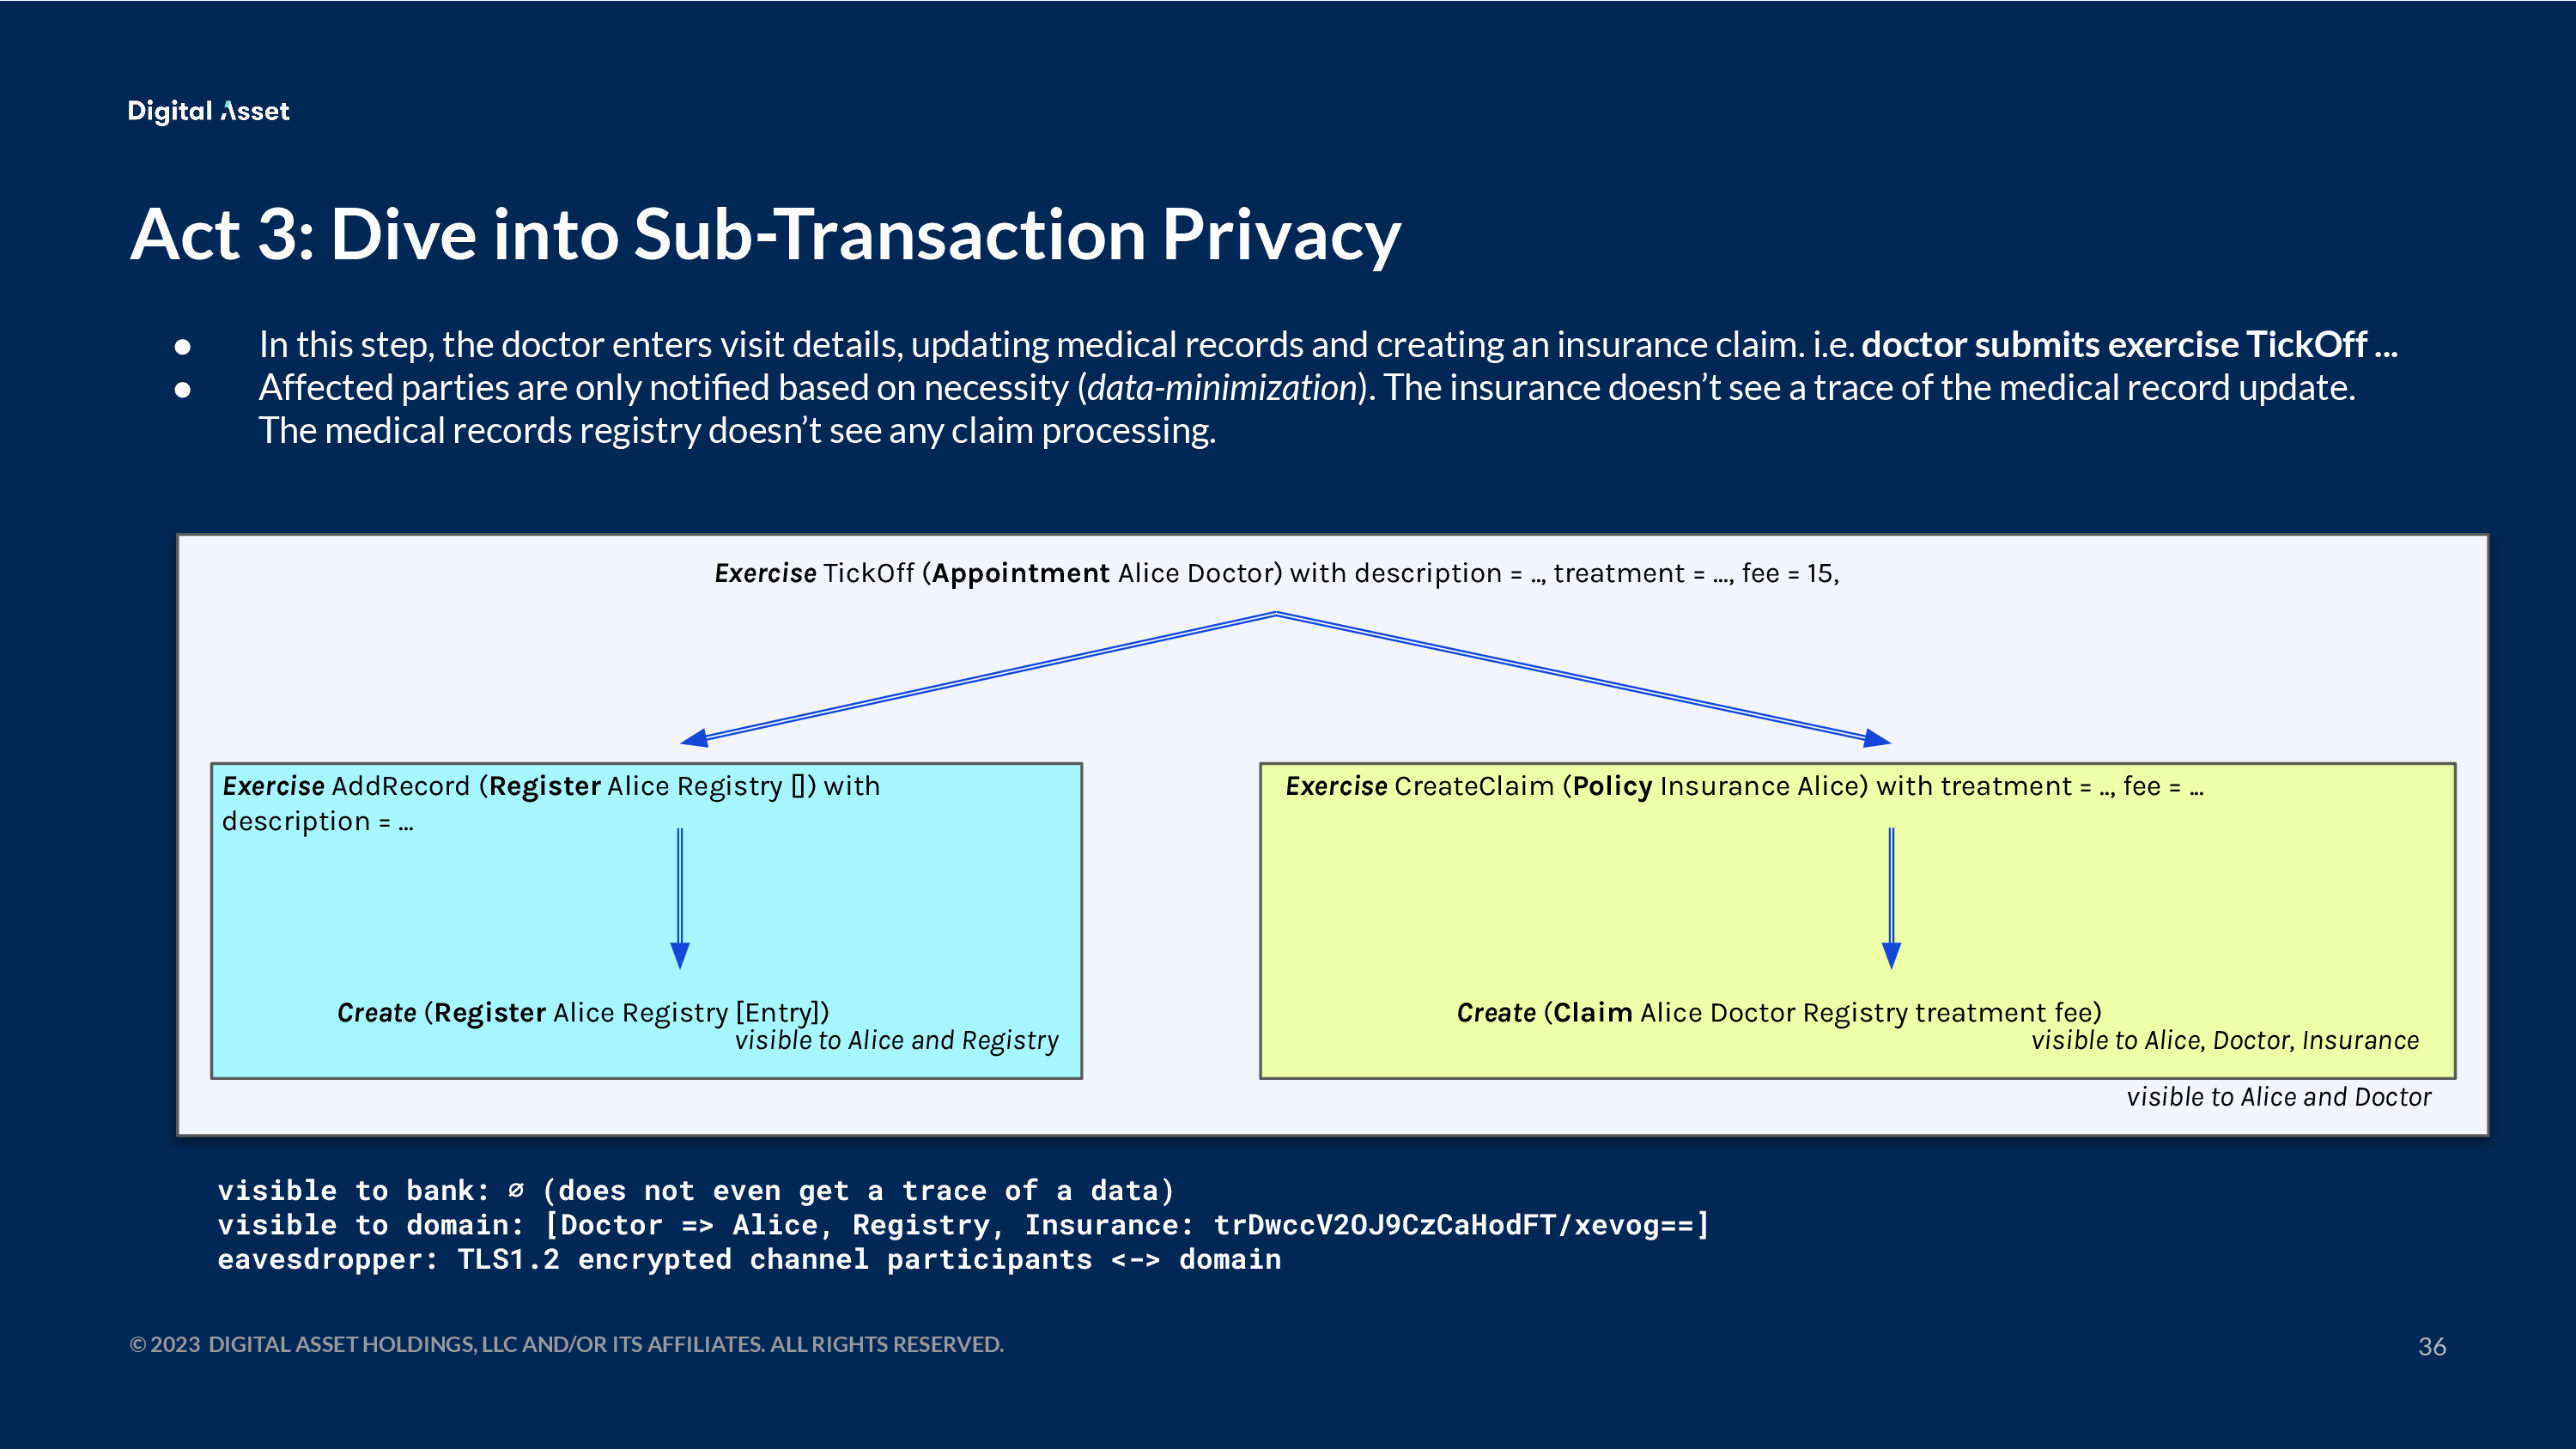 Digital Asset
Act 3: Dive into Sub-Transaction Privacy
● In this step, the doctor enters visit details, updating medical records and creating an insurance claim. i.e. doctor submits exercise TickOff ...
● Affected parties are only notified based on necessity (data-minimization). The insurance doesn’t see a trace of the medical record update.
The medical records registry doesn’t see any claim processing.
Exercise TickOff (Appointment Alice Doctor) with description = .., treatment = ..., fee = 15,
Exercise AddRecord (Register Alice Registry []) with
description = ...
Create (Register Alice Registry [Entry])
visible to Alice and Registry
Exercise CreateClaim (Policy Insurance Alice) with treatment = .., fee = ...
Create (Claim Alice Doctor Registry treatment fee)
visible to Alice, Doctor, Insurance
visible to Alice and Doctor
visible to bank: ∅ (does not even get a trace of a data)
visible to domain: [Doctor => Alice, Registry, Insurance: trDwccV2OJ9CzCaHodFT/xevog==]
eavesdropper: TLS1.2 encrypted channel participants <-> domain
© 2023 DIGITAL ASSET HOLDINGS, LLC AND/OR ITS AFFILIATES. ALL RIGHTS RESERVED.
36